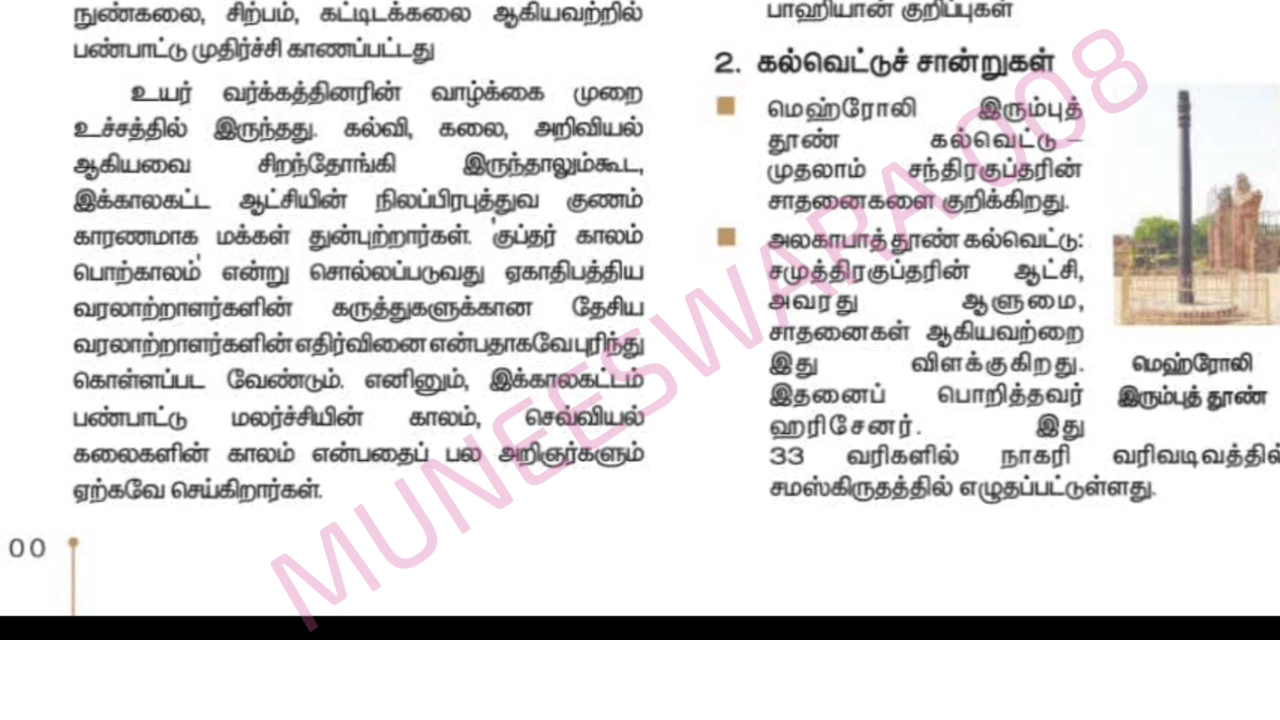 நுண்கலை, சிற்பம், கட்டிடக்கலை ஆகியவற்றில்
பண்பாட்டு முதிர்ச்சி காணப்பட்டது
உயர் வர்க்கத்தினரின் வாழ்க்கை முறை
உச்சத்தில் இருந்தது. கல்வி, கலை, அறிவியல்
ஆகியவை சிறந்தோங்கி இருந்தாலும்கூட,
இக்காலகட்ட ஆட்சியின் நிலப்பிரபுத்துவ குணம்
காரணமாக மக்கள் துன்புற்றார்கள். 'குப்தர் காலம்
பொற்காலம்' என்று சொல்லப்படுவது ஏகாதிபத்திய
வரலாற்றாளர்களின் கருத்துகளுக்கான தேசிய
வரலாற்றாளர்களின் எதிர்வினை என்பதாகவே புரிந்து
கொள்ளப்பட வேண்டும். எனினும், இக்காலகட்டம்
பண்பாட்டு மலர்ச்சியின் காலம், செவ்வியல்
கலைகளின் காலம் என்பதைப் பல அறிஞர்களும்
ஏற்கவே செய்கிறார்கள்.
00
பாஹியான் குறிப்புகள்
2. கல்வெட்டுச் சான்றுகள்
மெஹ்ரோலி இரும்புத்
தூண் கல்வெட்டு –
முதலாம் சந்திரகுப்தரின்
சாதனைகளை குறிக்கிறது.
அலகாபாத் தூண் கல்வெட்டு:
சமுத்திரகுப்தரின் ஆட்சி,
அவரது ஆளுமை,
சாதனைகள் ஆகியவற்றை
இது விளக்குகிறது.
இதனைப் பொறித்தவர்
ஹரிசேனர். இது
33 வரிகளில் நாகரி வரிவடிவத்தில்
சமஸ்கிருதத்தில் எழுதப்பட்டுள்ளது.
மெஹ்ரோலி
இரும்புத் தூண்
MUNEESWARA 008